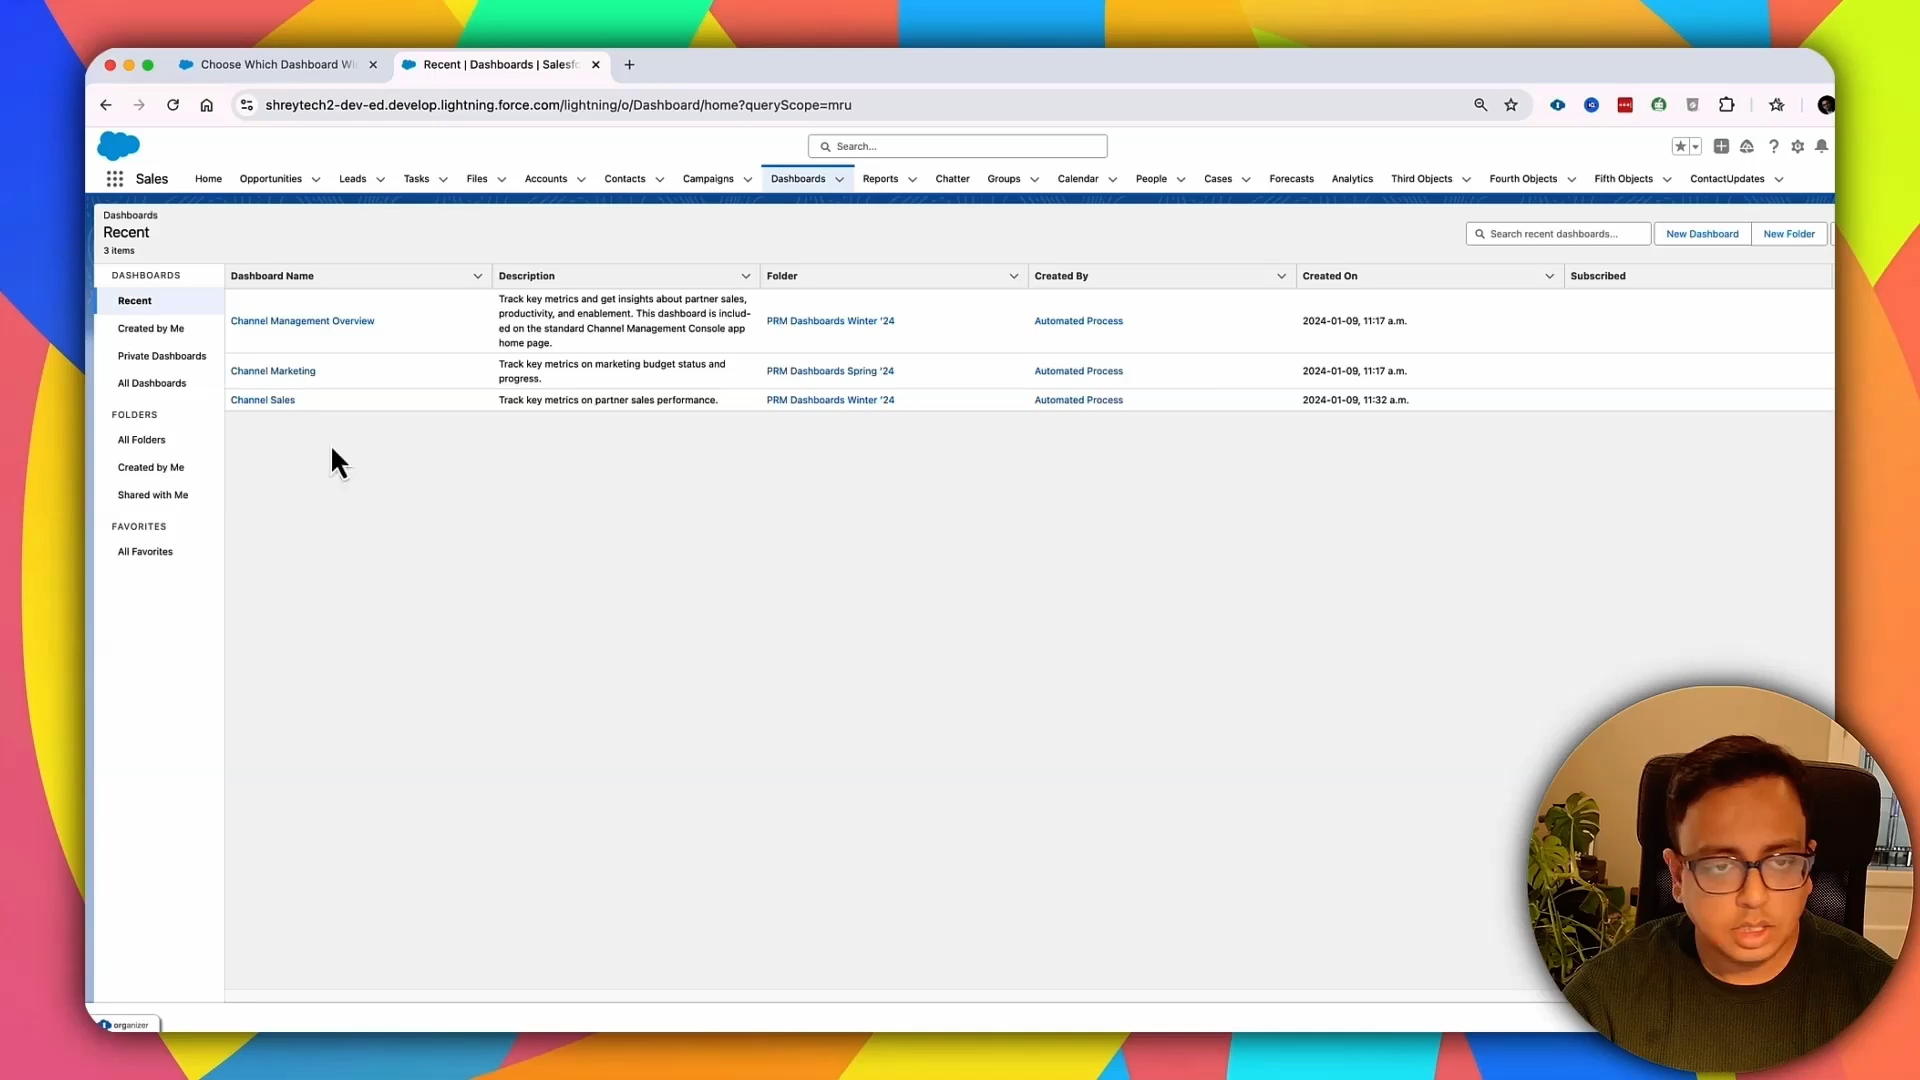 Choose Which Dashboard Wi
Recent | Dashboards | Salesfo
shreytech2-dev-ed.develop.lightning.force.com/lightning/o/Dashboard/home?queryScope=mru
Search...
Sales
Home
Opportunities
Leads
Tasks
Files
Accounts
Contacts
Campaigns
Dashboards
Reports
Chatter
Groups
Calendar
People
Cases
Forecasts
Analytics
Third Objects
Fourth Objects
Fifth Objects
ContactUpdates
Dashboards
Recent
3 items
Search recent dashboards...
New Dashboard
New Folder
DASHBOARDS
Recent
Created by Me
Private Dashboards
All Dashboards
FOLDERS
All Folders
Created by Me
Shared with Me
FAVORITES
All Favorites
Dashboard Name
Description
Folder
Created By
Created On
Subscribed
Channel Management Overview
Track key metrics and get insights about partner sales,
productivity, and enablement. This dashboard is includ-
ed on the standard Channel Management Console app
home page.
PRM Dashboards Winter '24
Automated Process
2024-01-09, 11:17 a.m.
Channel Marketing
Track key metrics on marketing budget status and
progress.
PRM Dashboards Spring '24
Automated Process
2024-01-09, 11:17 a.m.
Channel Sales
Track key metrics on partner sales performance.
PRM Dashboards Winter '24
Automated Process
2024-01-09, 11:32 a.m.
organizer